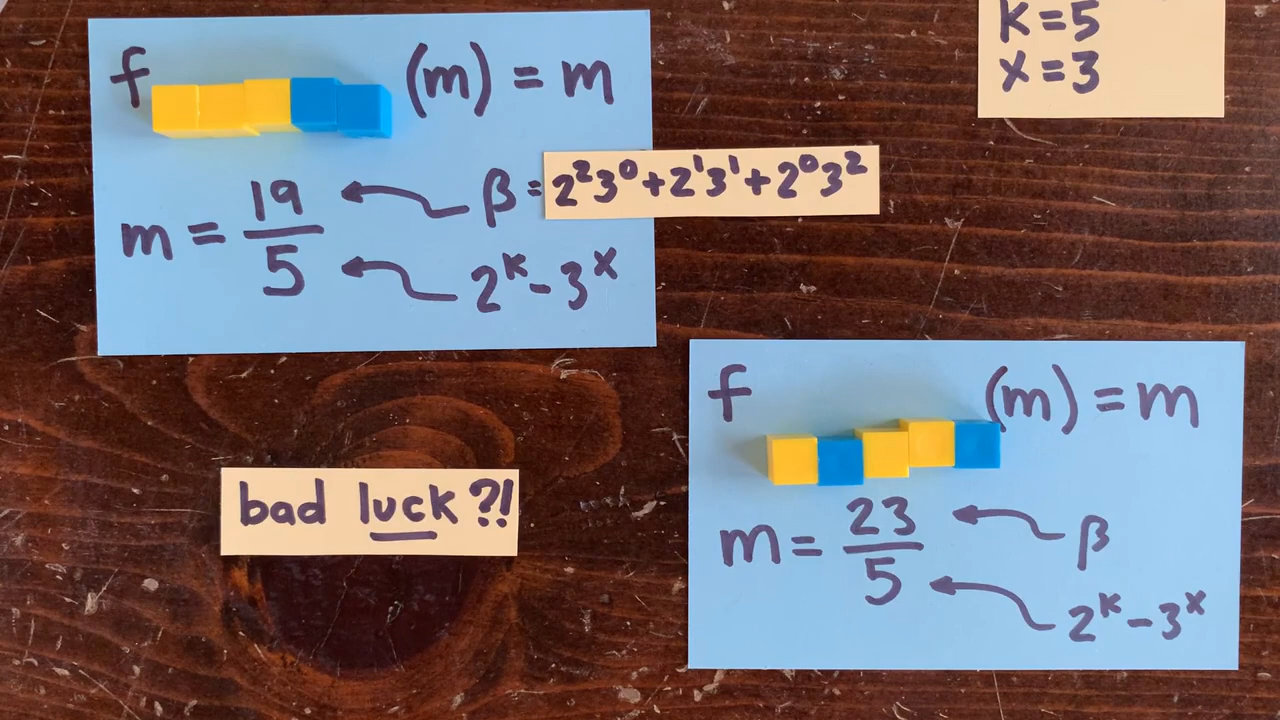 f (m) = m
m = 19/5
β = 2²3⁰+2¹3¹+2⁰3²
2ᵏ-3ˣ
K=5
x=3
bad luck ?!
f (m) = m
m = 23/5
β
2ᵏ-3ˣ